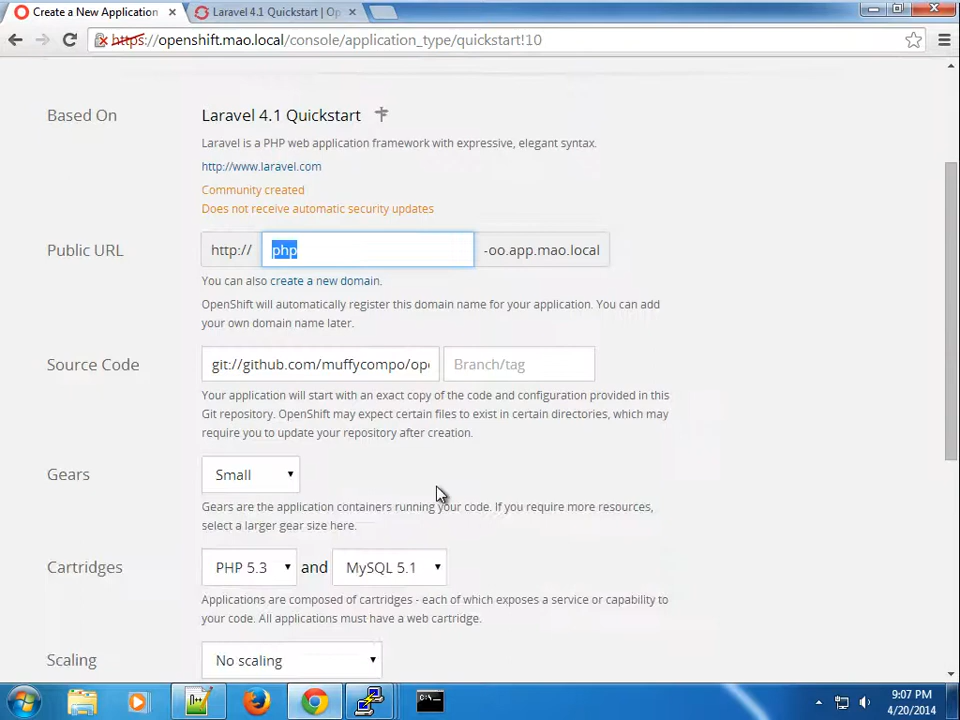 Create a New Application
Laravel 4.1 Quickstart | Op
https://openshift.mao.local/console/application_type/quickstart!10
Based On
Laravel 4.1 Quickstart
Laravel is a PHP web application framework with expressive, elegant syntax.
http://www.laravel.com
Community created
Does not receive automatic security updates
Public URL
http://
php
-oo.app.mao.local
You can also create a new domain.
OpenShift will automatically register this domain name for your application. You can add
your own domain name later.
Source Code
git://github.com/muffycompo/ope
Branch/tag
Your application will start with an exact copy of the code and configuration provided in this
Git repository. OpenShift may expect certain files to exist in certain directories, which may
require you to update your repository after creation.
Gears
Small
Gears are the application containers running your code. If you require more resources,
select a larger gear size here.
Cartridges
PHP 5.3
and
MySQL 5.1
Applications are composed of cartridges - each of which exposes a service or capability to
your code. All applications must have a web cartridge.
Scaling
No scaling
9:07 PM
4/20/2014